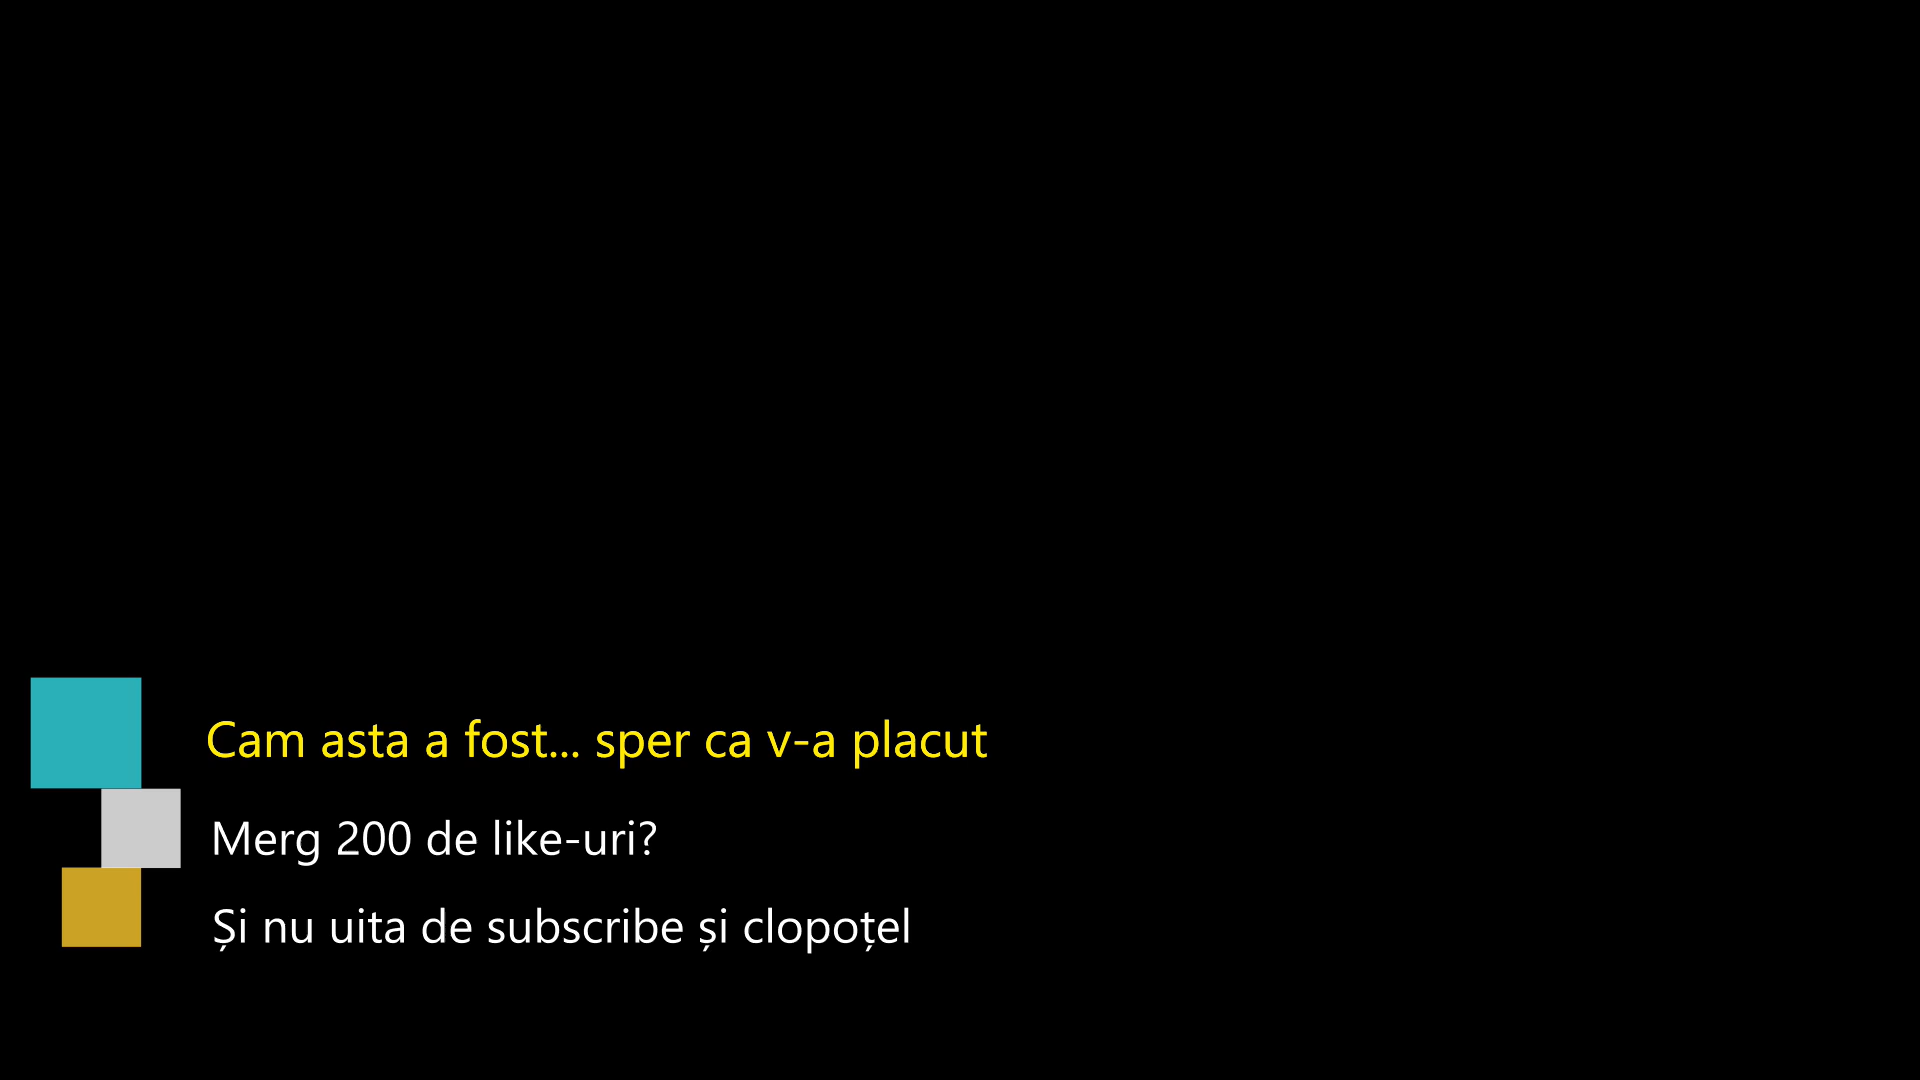 Cam asta a fost... sper ca v-a placut
Merg 200 de like-uri?
Și nu uita de subscribe și clopoțel